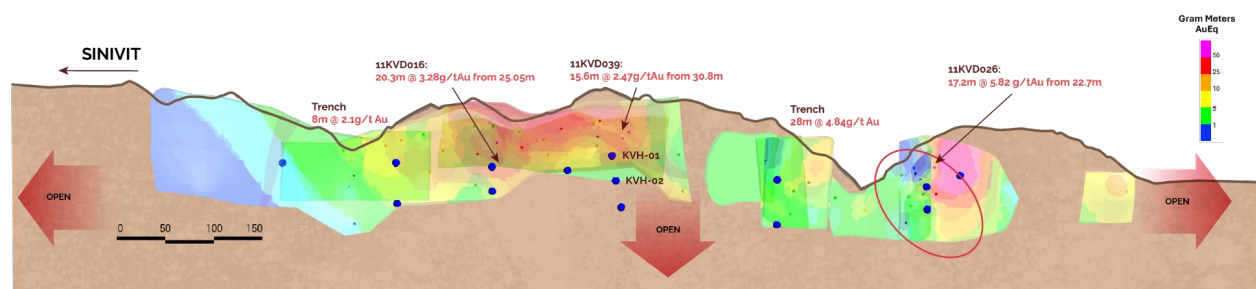 Gram Meters
AuEq
50
25
10
5
1
SINIVIT
11KVD016:
20.3m @ 3.28g/tAu from 25.05m
11KVD039:
15.6m @ 2.47g/tAu from 30.8m
11KVD026:
17.2m @ 5.82 g/tAu from 22.7m
Trench
8m @ 2.1g/t Au
Trench
28m @ 4.84g/t Au
KVH-01
KVH-02
OPEN
OPEN
OPEN
0 50 100 150